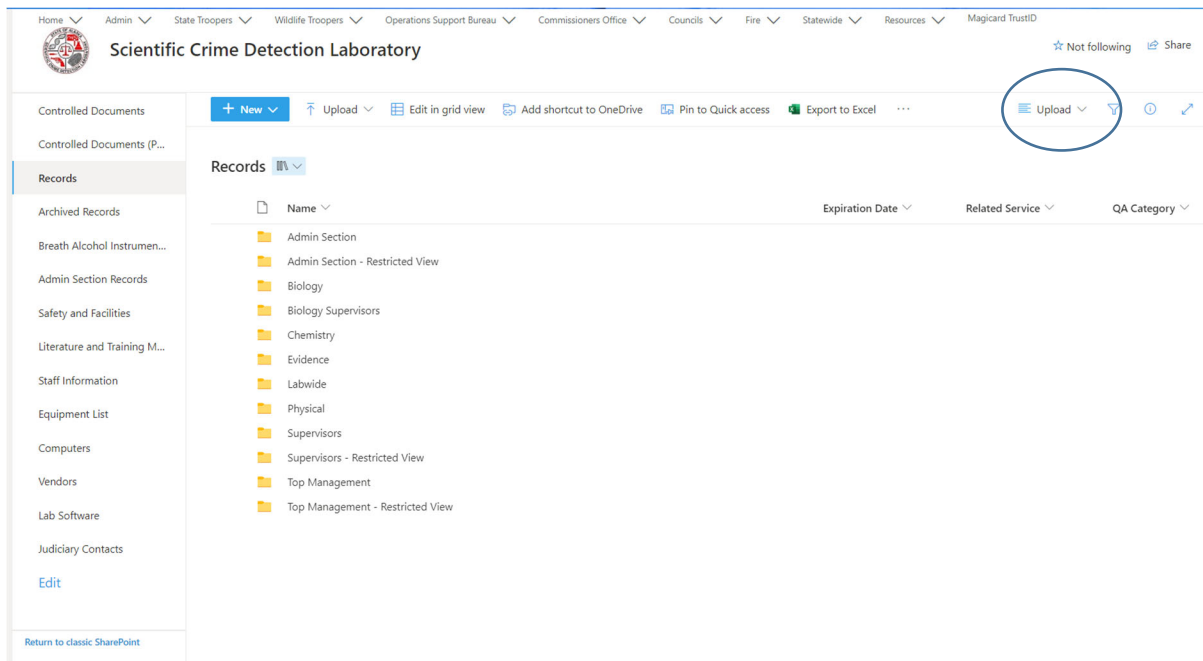 Home Admin State Troopers Wildlife Troopers Operations Support Bureau Commissioners Office Councils Fire Statewide Resources Magicard TrustID
Scientific Crime Detection Laboratory
Not following Share
Controlled Documents
Controlled Documents (P...
Records
Archived Records
Breath Alcohol Instrumen...
Admin Section Records
Safety and Facilities
Literature and Training M...
Staff Information
Equipment List
Computers
Vendors
Lab Software
Judiciary Contacts
Edit
Return to classic SharePoint
+ New Upload Edit in grid view Add shortcut to OneDrive Pin to Quick access Export to Excel ... Upload
Records
Name Expiration Date Related Service QA Category
Admin Section
Admin Section - Restricted View
Biology
Biology Supervisors
Chemistry
Evidence
Labwide
Physical
Supervisors
Supervisors - Restricted View
Top Management
Top Management - Restricted View